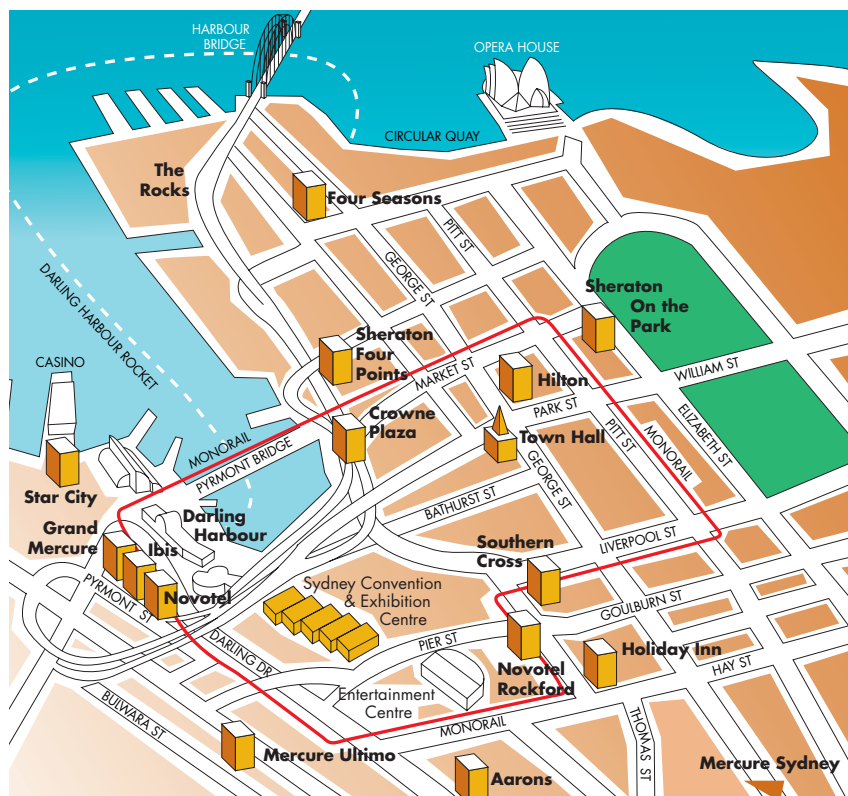 HARBOUR
BRIDGE
OPERA HOUSE
CIRCULAR QUAY
The
Rocks
Four Seasons
PITT ST
GEORGE ST
DARLING HARBOUR ROCKET
Sheraton
On the
Park
Sheraton
Four
Points
MARKET ST
Hilton
WILLIAM ST
CASINO
PARK ST
Crowne
Plaza
Town Hall
PITT ST
MONORAIL
ELIZABETH ST
MONORAIL
PYRMONT BRIDGE
GEORGE ST
BATHURST ST
Star City
Darling
Harbour
Grand
Mercure
Ibis
Novotel
PYRMONT ST
Southern
Cross
LIVERPOOL ST
Sydney Convention
& Exhibition
Centre
GOULBURN ST
PIER ST
DARLING DR
Novotel
Rockford
Holiday Inn
HAY ST
Entertainment
Centre
BULWARA ST
MONORAIL
THOMAS ST
Mercure Ultimo
Aarons
Mercure Sydney